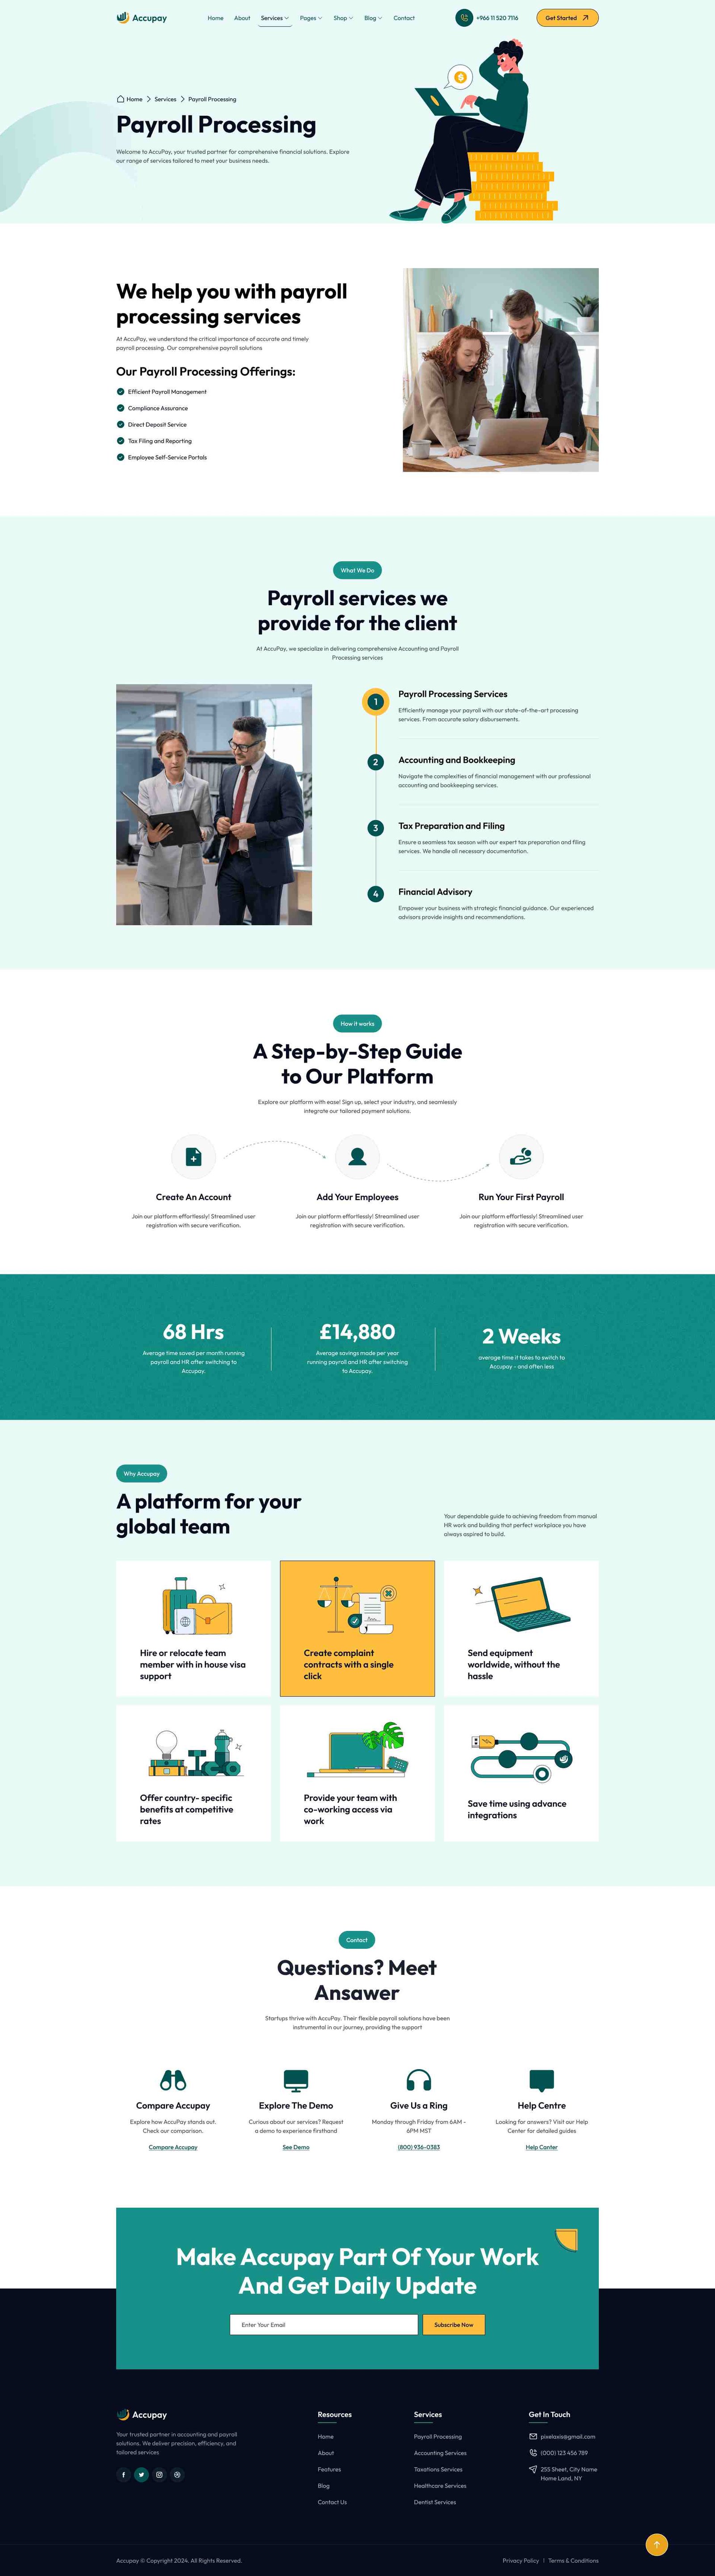 Accupay
Home About Services Pages Shop Blog Contact
+966 11 520 7116
Get Started
Home Services Payroll Processing
Payroll Processing
Welcome to AccuPay, your trusted partner for comprehensive financial solutions. Explore
our range of services tailored to meet your business needs.
We help you with payroll
processing services
At AccuPay, we understand the critical importance of accurate and timely
payroll processing. Our comprehensive payroll solutions
Our Payroll Processing Offerings:
Efficient Payroll Management
Compliance Assurance
Direct Deposit Service
Tax Filing and Reporting
Employee Self-Service Portals
What We Do
Payroll services we
provide for the client
At AccuPay, we specialize in delivering comprehensive Accounting and Payroll
Processing services
1
Payroll Processing Services
Efficiently manage your payroll with our state-of-the-art processing
services. From accurate salary disbursements.
2
Accounting and Bookkeeping
Navigate the complexities of financial management with our professional
accounting and bookkeeping services.
3
Tax Preparation and Filing
Ensure a seamless tax season with our expert tax preparation and filing
services. We handle all necessary documentation.
4
Financial Advisory
Empower your business with strategic financial guidance. Our experienced
advisors provide insights and recommendations.
How it works
A Step-by-Step Guide
to Our Platform
Explore our platform with ease! Sign up, select your industry, and seamlessly
integrate our tailored payment solutions.
Create An Account
Join our platform effortlessly! Streamlined user
registration with secure verification.
Add Your Employees
Join our platform effortlessly! Streamlined user
registration with secure verification.
Run Your First Payroll
Join our platform effortlessly! Streamlined user
registration with secure verification.
68 Hrs
Average time saved per month running
payroll and HR after switching to
Accupay.
£14,880
Average savings made per year
running payroll and HR after switching
to Accupay.
2 Weeks
average time it takes to switch to
Accupay - and often less
Why Accupay
A platform for your
global team
Your dependable guide to achieving freedom from manual
HR work and building that perfect workplace you have
always aspired to build.
Hire or relocate team
member with in house visa
support
Create complaint
contracts with a single
click
Send equipment
worldwide, without the
hassle
Offer country- specific
benefits at competitive
rates
Provide your team with
co-working access via
work
Save time using advance
integrations
Contact
Questions? Meet
Answer
Startups thrive with AccuPay. Their flexible payroll solutions have been
instrumental in our journey, providing the support
Compare Accupay
Explore how AccuPay stands out.
Check our comparison.
Compare Accupay
Explore The Demo
Curious about our services? Request
a demo to experience firsthand
See Demo
Give Us a Ring
Monday through Friday from 6AM -
6PM MST
(800) 936-0383
Help Centre
Looking for answers? Visit our Help
Center for detailed guides
Help Canter
Make Accupay Part Of Your Work
And Get Daily Update
Enter Your Email
Subscribe Now
Accupay
Your trusted partner in accounting and payroll
solutions. We deliver precision, efficiency, and
tailored services
Resources
Home
About
Features
Blog
Contact Us
Services
Payroll Processing
Accounting Services
Taxations Services
Healthcare Services
Dentist Services
Get In Touch
pixelaxis@gmail.com
(000) 123 456 789
255 Sheet, City Name
Home Land, NY
Accupay © Copyright 2024. All Rights Reserved.
Privacy Policy | Terms & Conditions